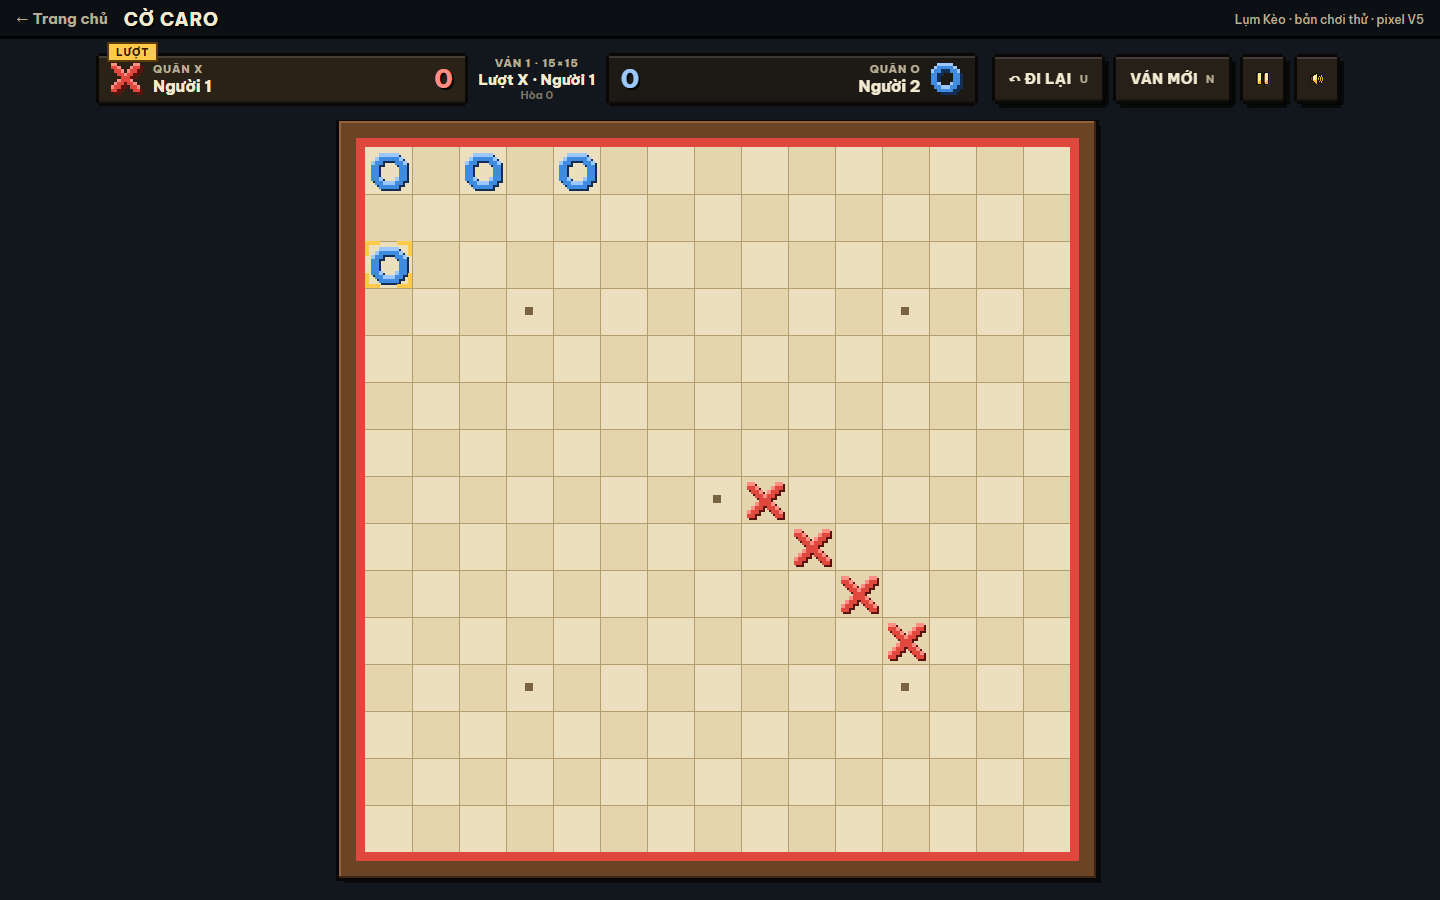 ← Trang chủ CỜ CARO
Lụm Kèo · bản chơi thử · pixel V5
LƯỢT
QUÂN X
Người 1
0
VÁN 1 · 15×15
Lượt X · Người 1
Hòa 0
0
QUÂN O
Người 2
ĐI LẠI U
VÁN MỚI N